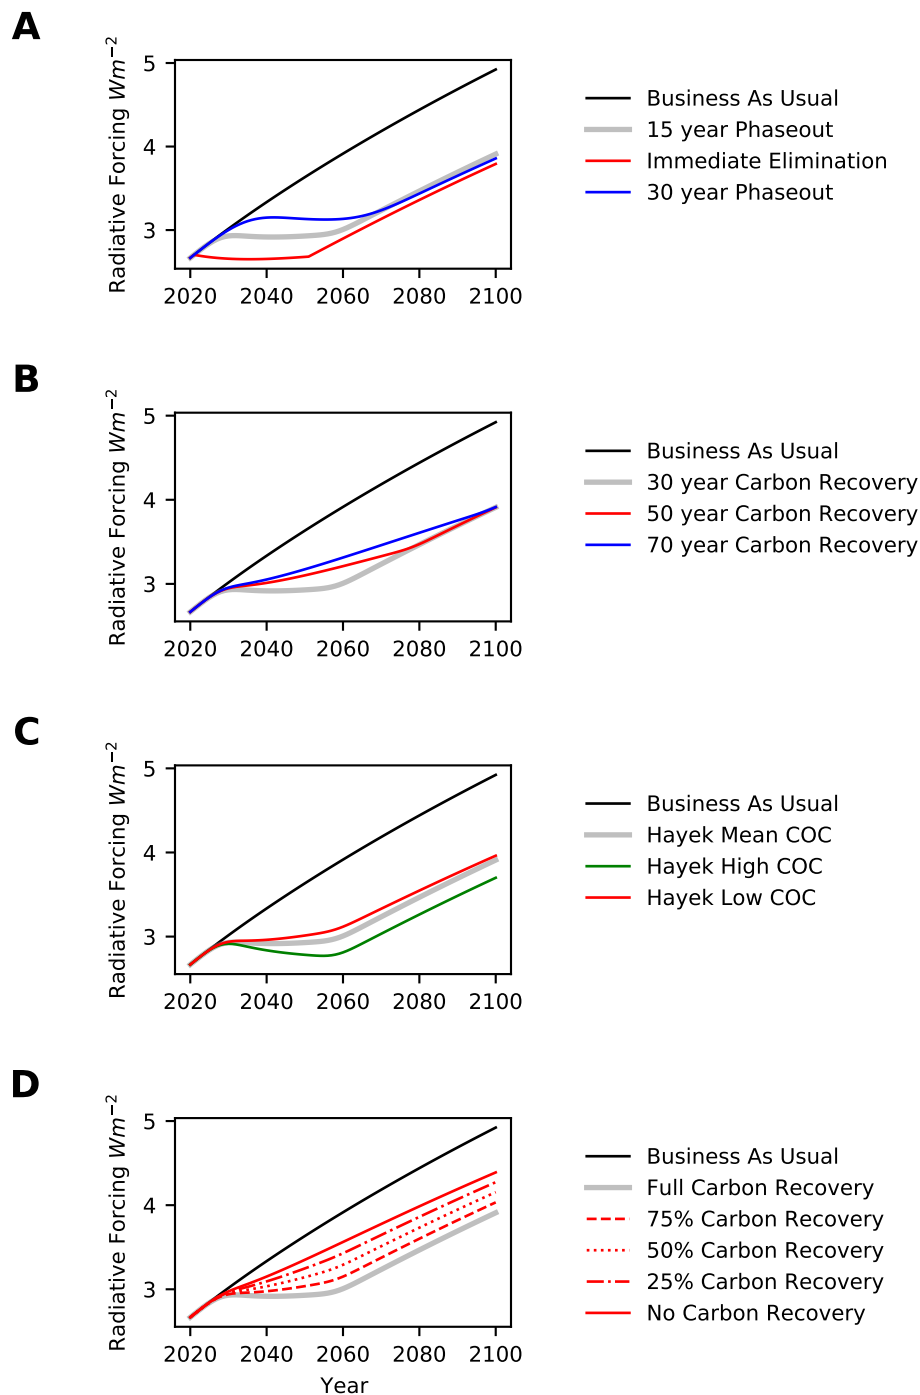 A
Radiative Forcing Wm⁻²
5
4
3
2020 2040 2060 2080 2100
Business As Usual
15 year Phaseout
Immediate Elimination
30 year Phaseout
B
Radiative Forcing Wm⁻²
5
4
3
2020 2040 2060 2080 2100
Business As Usual
30 year Carbon Recovery
50 year Carbon Recovery
70 year Carbon Recovery
C
Radiative Forcing Wm⁻²
5
4
3
2020 2040 2060 2080 2100
Business As Usual
Hayek Mean COC
Hayek High COC
Hayek Low COC
D
Radiative Forcing Wm⁻²
5
4
3
2020 2040 2060 2080 2100
Year
Business As Usual
Full Carbon Recovery
75% Carbon Recovery
50% Carbon Recovery
25% Carbon Recovery
No Carbon Recovery